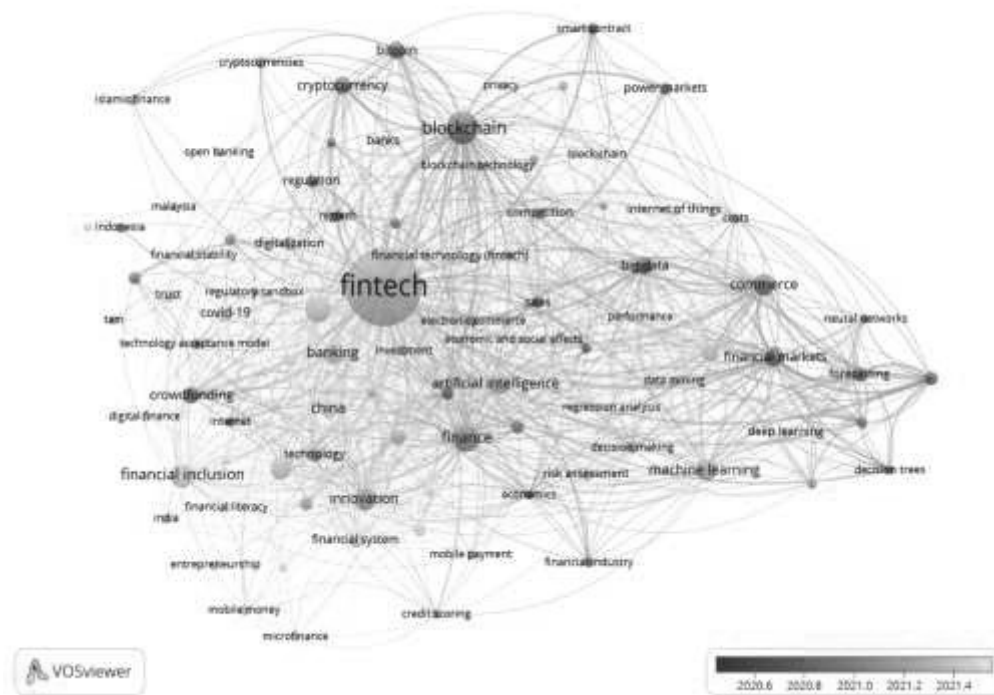 smart contract
bitcoin
cryptocurrencies
cryptocurrency
privacy
power markets
islamic finance
blockchain
banks
open banking
blockchain technology
blockchain
regulation
malaysia
regtech
competition
internet of things
costs
indonesia
digitalization
financial stability
financial technology (fintech)
big data
trust
regulatory sandbox
fintech
commerce
covid-19
sales
tam
electronic commerce
performance
neural networks
technology acceptance model
banking
investment
economic and social effects
financial markets
forecasting
artificial intelligence
data mining
crowdfunding
china
regression analysis
digital finance
internet
finance
deep learning
technology
decision making
financial inclusion
risk assessment
machine learning
decision trees
innovation
economics
india
financial literacy
financial system
mobile payment
financial industry
entrepreneurship
mobile money
credit scoring
microfinance
VOSviewer
2020.6 2020.8 2021.0 2021.2 2021.4